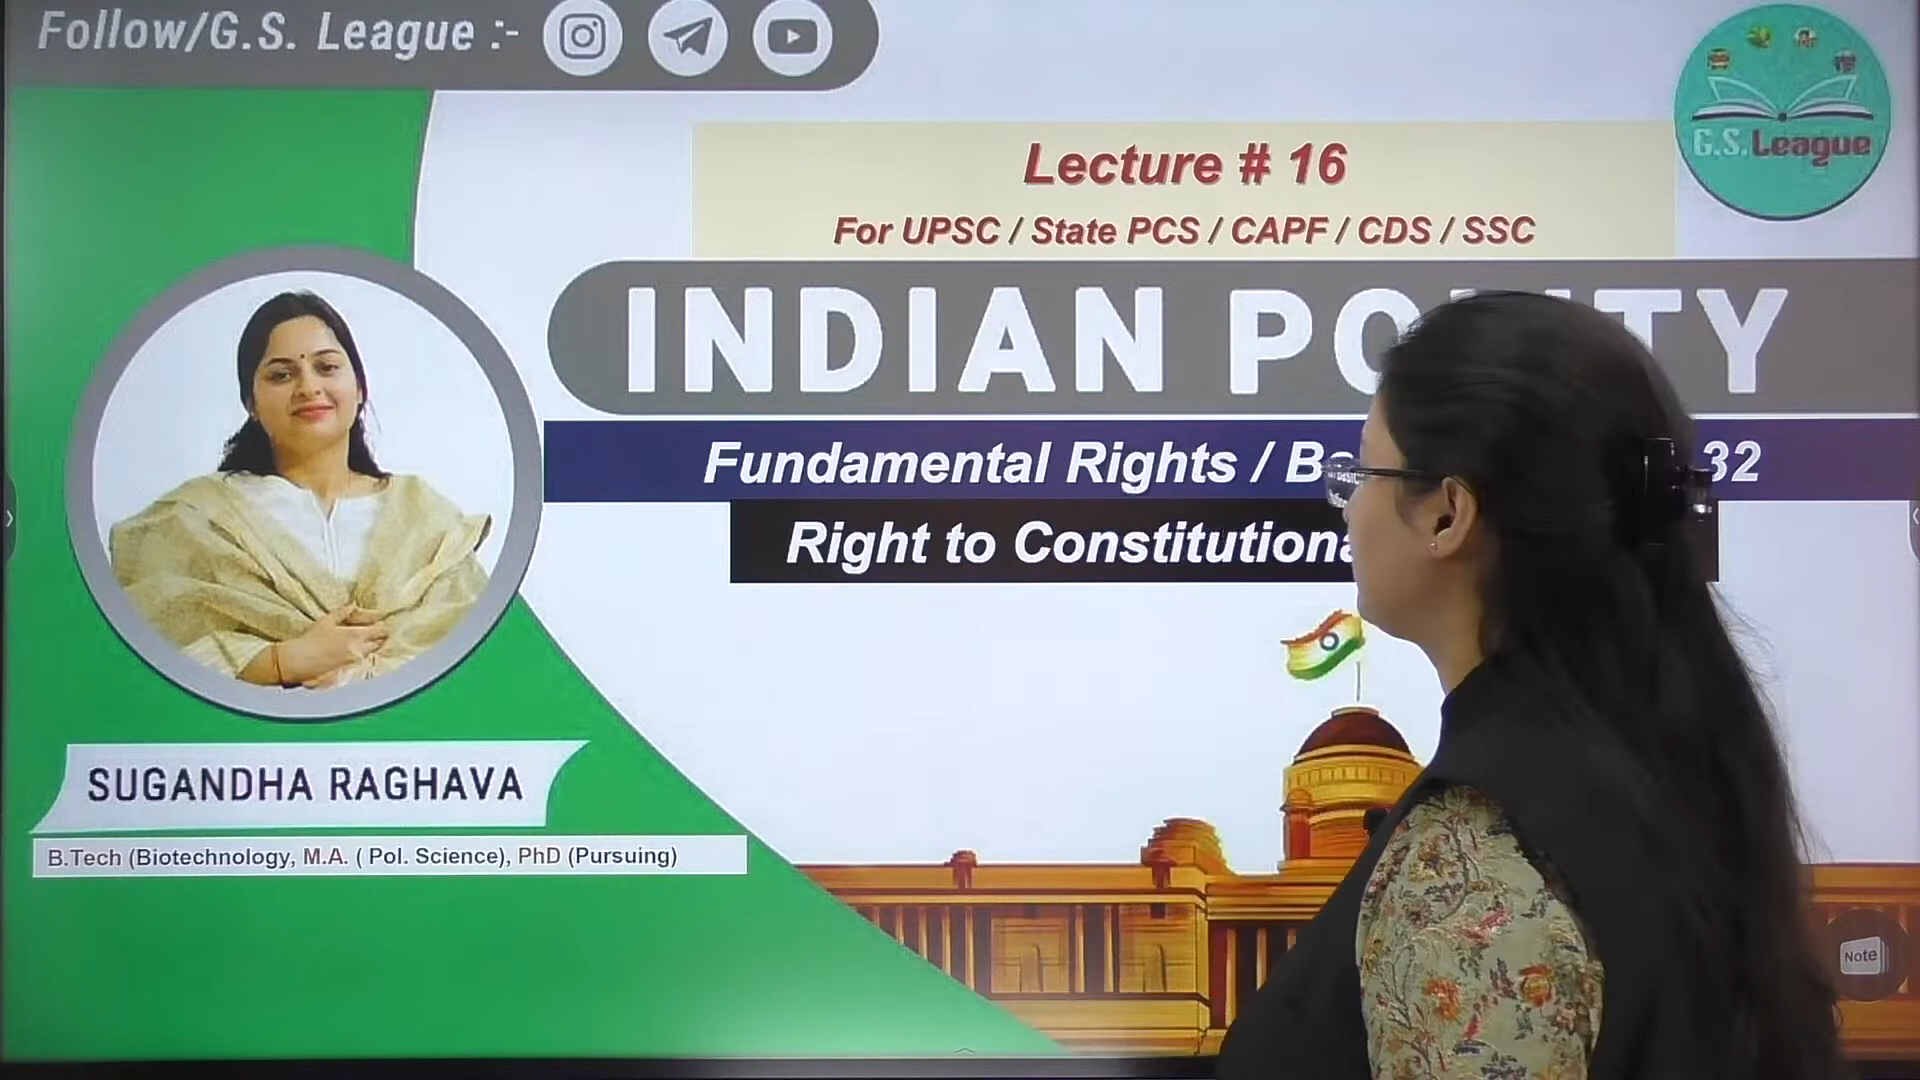 Follow/G.S. League :-
G.S.League
Lecture # 16
For UPSC / State PCS / CAPF / CDS / SSC
INDIAN PO TY
Fundamental Rights / 32
Right to
SUGANDHA RAGHAVA
B.Tech (Biotechnology, M.A. ( Pol. Science), PhD (Pursuing)
Note